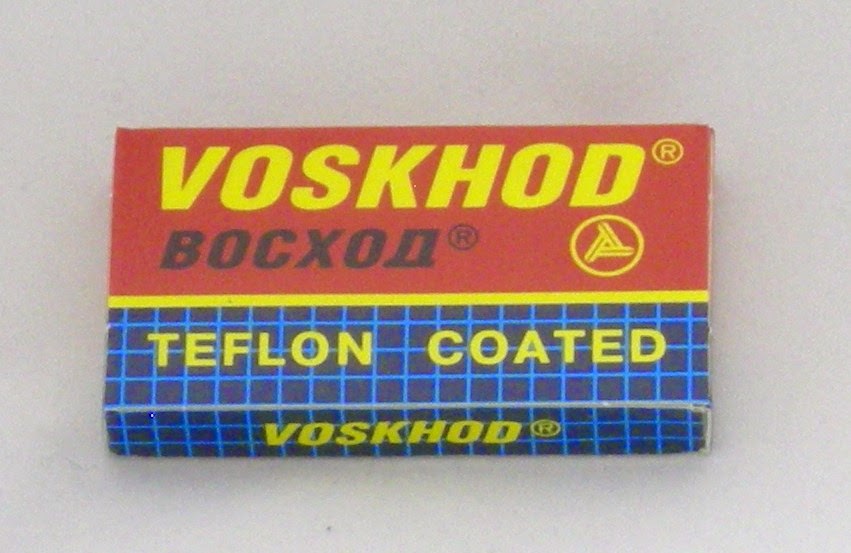 VOSKHOD®
ВОСХОД®
TEFLON COATED
VOSKHOD®